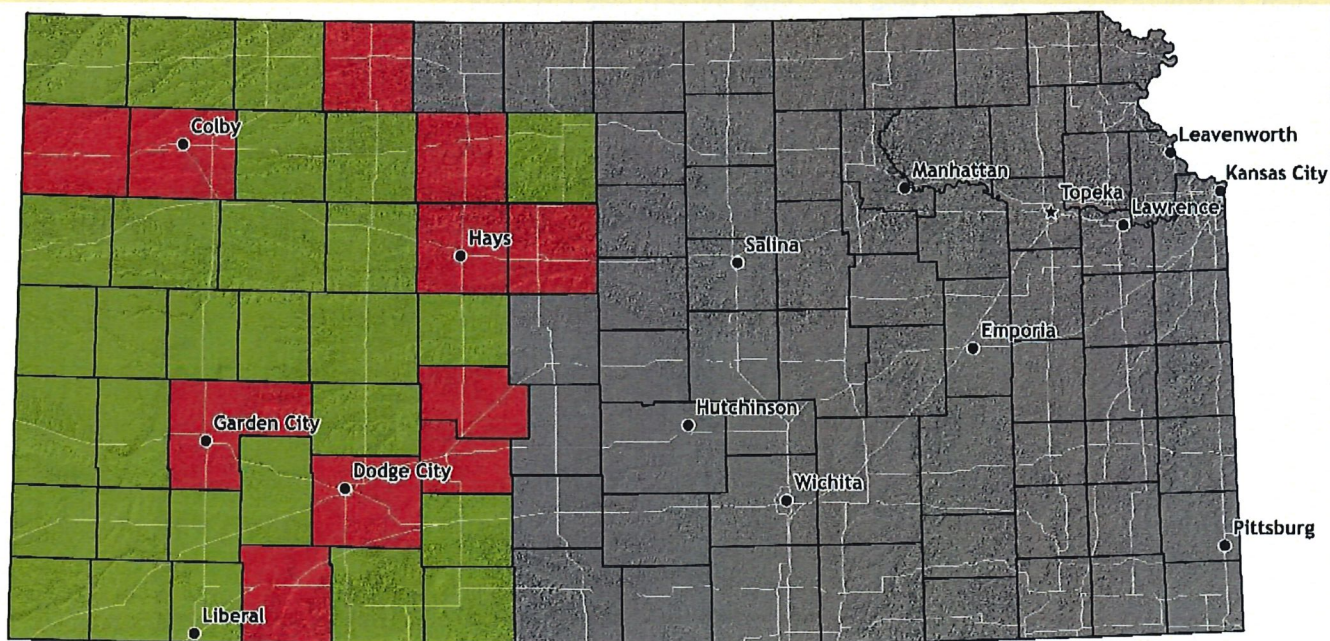 Colby
Leavenworth
Manhattan
Kansas City
Topeka
Lawrence
Hays
Salina
Emporia
Garden City
Hutchinson
Dodge City
Wichita
Pittsburg
Liberal